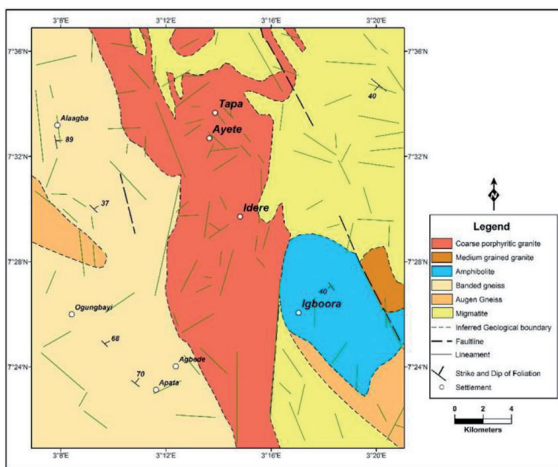 3°8'E
3°12'E
3°16'E
3°20'E
7°36'N
7°36'N
40
Tapa
Alaagba
Ayete
89
7°32'N
7°32'N
37
Idere
7°28'N
7°28'N
40
Igboora
Ogungbayi
68
Agbede
7°24'N
7°24'N
70
Apata
3°8'E
3°12'E
3°16'E
3°20'E
N
Legend
Coarse porphyritic granite
Medium grained granite
Amphibolite
Banded gneiss
Augen Gneiss
Migmatite
Inferred Geological boundary
Faultline
Lineament
Strike and Dip of Foliation
Settlement
0 2 4
Kilometers